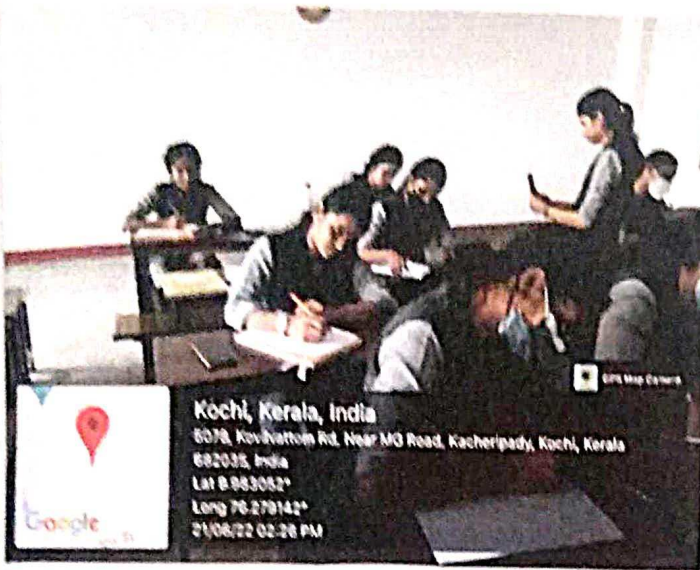 GPS Map Camera
Kochi, Kerala, India
Kovilvattom Rd, Near MG Road, Kacheripady, Kochi, Kerala
682035, India
Lat 9.983052°
Long 76.279142°
21/06/22 02:28 PM
Google